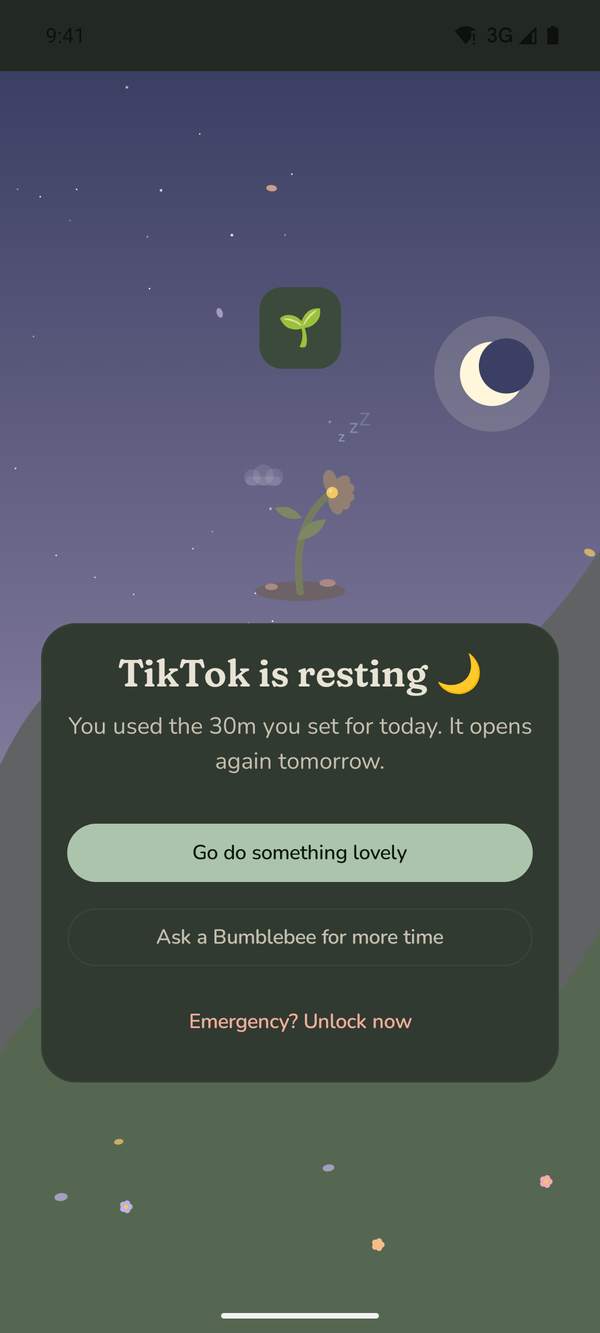 9:41
3G
z z Z
TikTok is resting 🌙
You used the 30m you set for today. It opens
again tomorrow.
Go do something lovely
Ask a Bumblebee for more time
Emergency? Unlock now